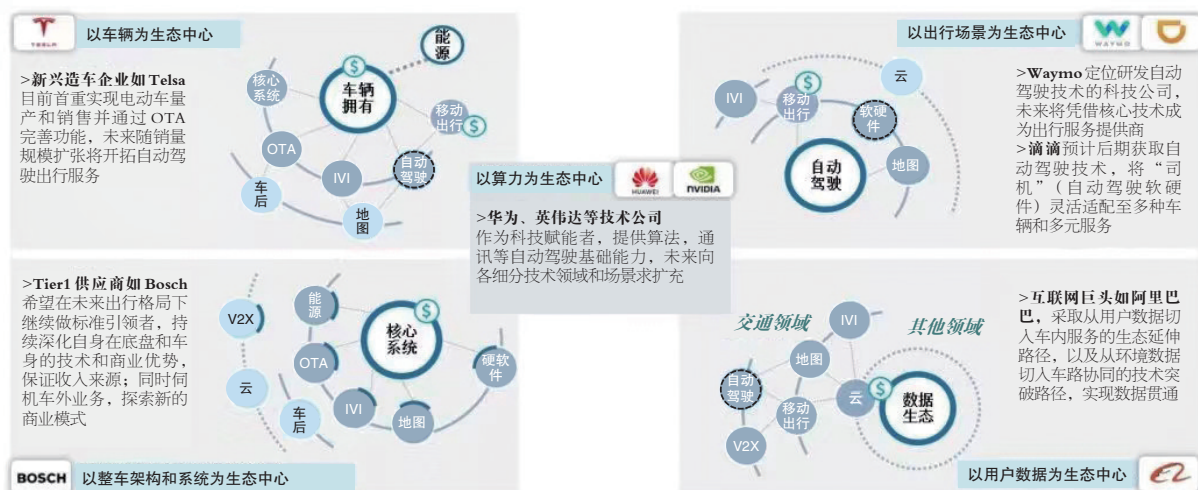 TESLA
以车辆为生态中心
>新兴造车企业如Telsa
目前首重实现电动车量
产和销售并通过OTA
完善功能，未来随销量
规模扩张将开拓自动驾
驶出行服务
能
源
$
核心
系统
车辆
拥有
移动
出行
$
OTA
IVI
自动
驾驶
车
后
地
图
以出行场景为生态中心
WAYMO
云
IVI
$
移动
出行
软硬
件
自动
驾驶
地图
>Waymo定位研发自动
驾驶技术的科技公司，
未来将凭借核心技术成
为出行服务提供商
>滴滴预计后期获取自
动驾驶技术，将“司
机”（自动驾驶软硬
件）灵活适配至多种车
辆和多元服务
以算力为生态中心
HUAWEI
NVIDIA
>华为、英伟达等技术公司
作为科技赋能者，提供算法，通
讯等自动驾驶基础能力，未来向
各细分技术领域和场景求扩充
>Tier1供应商如Bosch
希望在未来出行格局下
继续做标准引领者，持
续深化自身在底盘和车
身的技术和商业优势，
保证收入来源；同时伺
机车外业务，探索新的
商业模式
V2X
能
源
$
核心
系统
OTA
硬软
件
云
IVI
地图
车
后
BOSCH
以整车架构和系统为生态中心
交通领域
IVI
其他领域
地图
自动
驾驶
云
$
数据
生态
移动
出行
V2X
>互联网巨头如阿里巴
巴，采取从用户数据切
入车内服务的生态延伸
路径，以及从环境数据
切入车路协同的技术突
破路径，实现数据贯通
以用户数据为生态中心